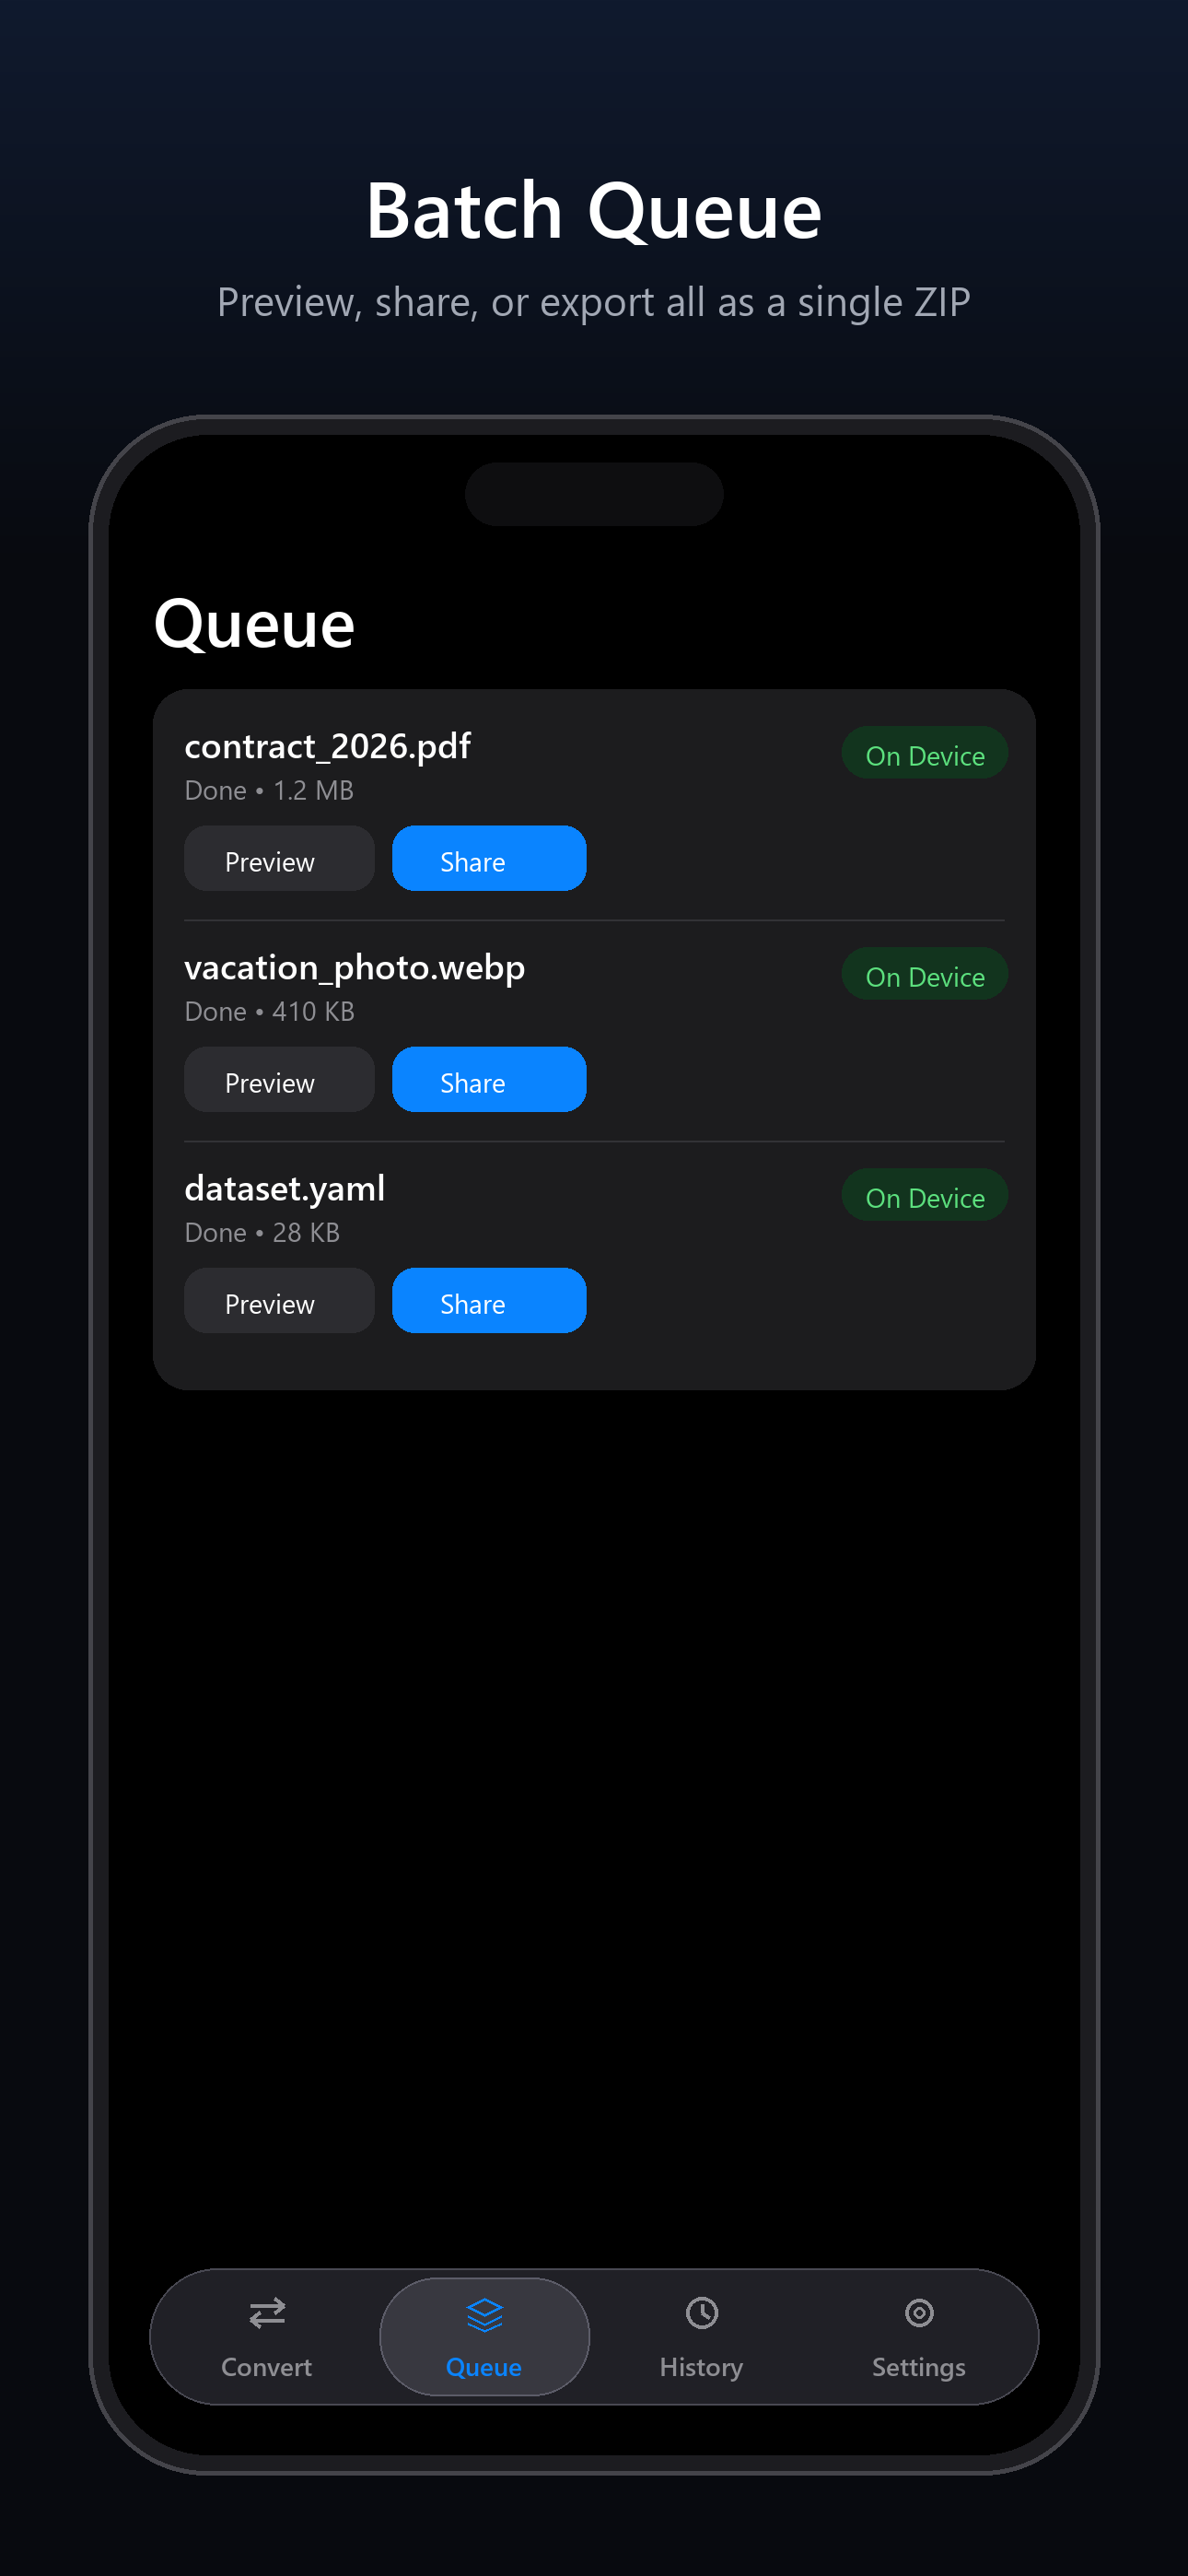 Batch Queue
Preview, share, or export all as a single ZIP
Queue
contract_2026.pdf
On Device
Done • 1.2 MB
Preview
Share
vacation_photo.webp
On Device
Done • 410 KB
Preview
Share
dataset.yaml
On Device
Done • 28 KB
Preview
Share
Convert
Queue
History
Settings